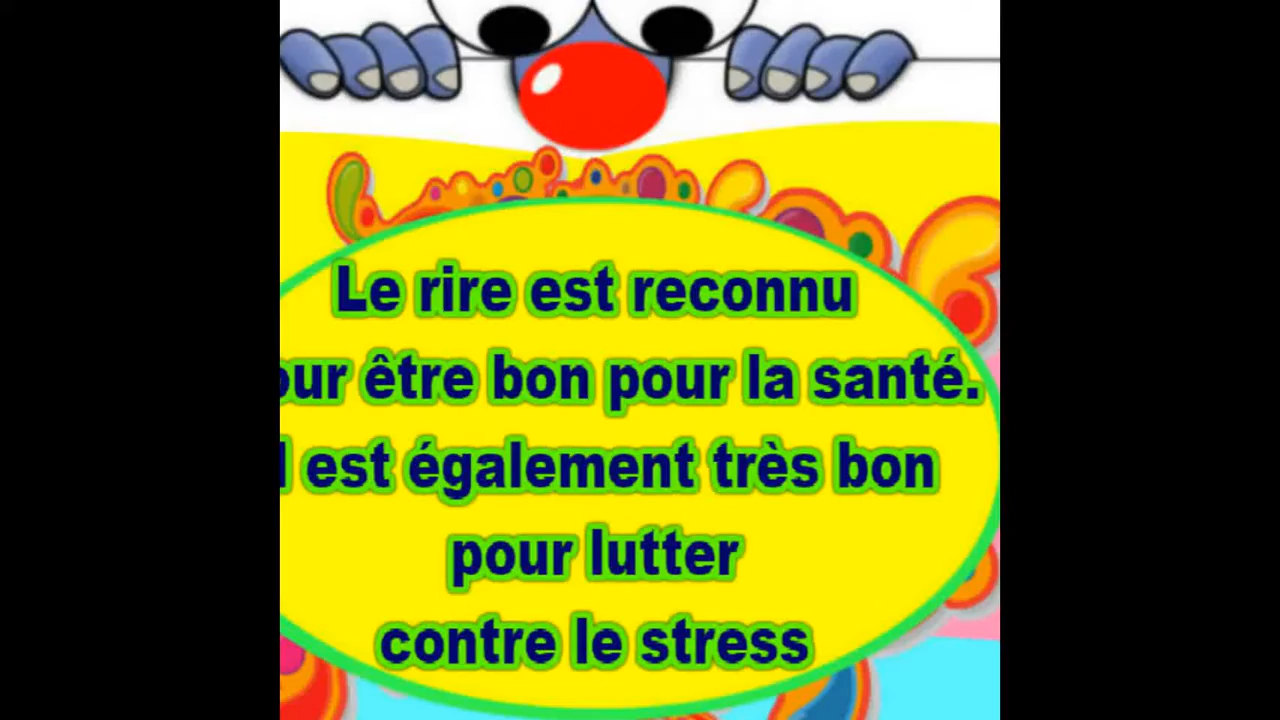 Le rire est reconnu
our être bon pour la santé.
l est également très bon
pour lutter
contre le stress